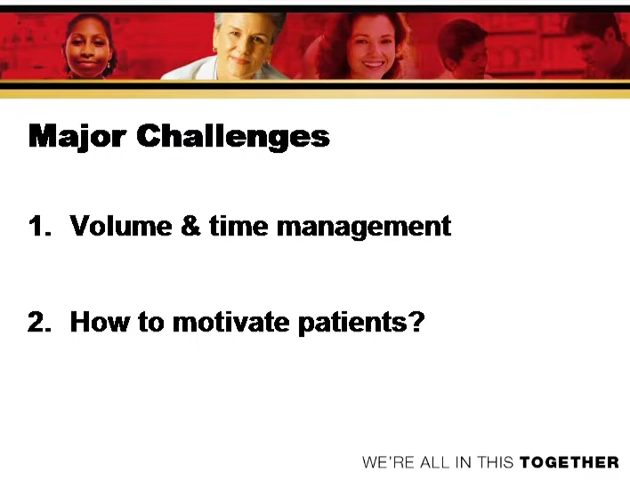 Major Challenges
1. Volume & time management
2. How to motivate patients?
WE'RE ALL IN THIS TOGETHER